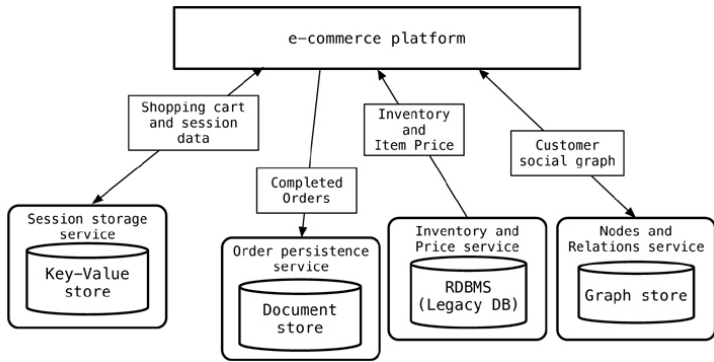 e-commerce platform
Shopping cart
and session
data
Completed
Orders
Inventory
and
Item Price
Customer
social graph
Session storage
service
Key-Value
store
Order persistence
service
Document
store
Inventory and
Price service
RDBMS
(Legacy DB)
Nodes and
Relations service
Graph store